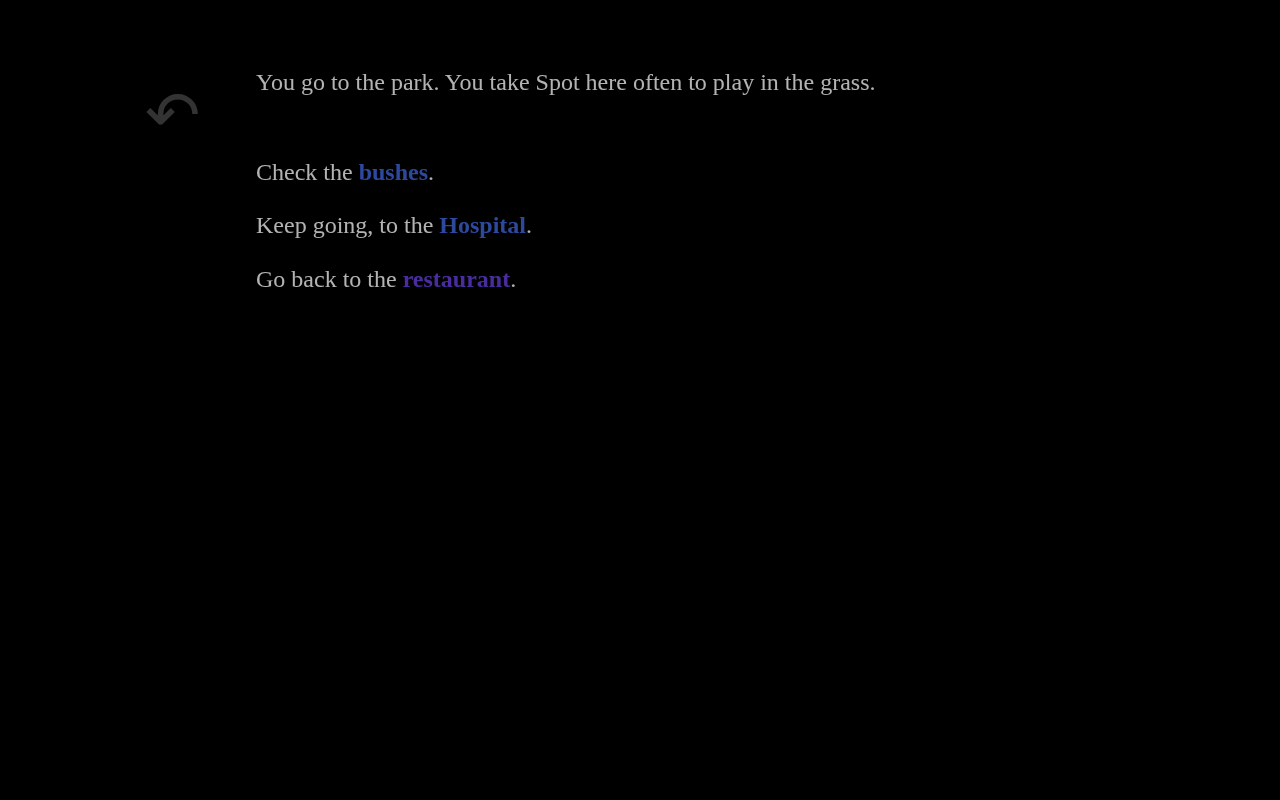 You go to the park. You take Spot here often to play in the grass.
Check the bushes.
Keep going, to the Hospital.
Go back to the restaurant.